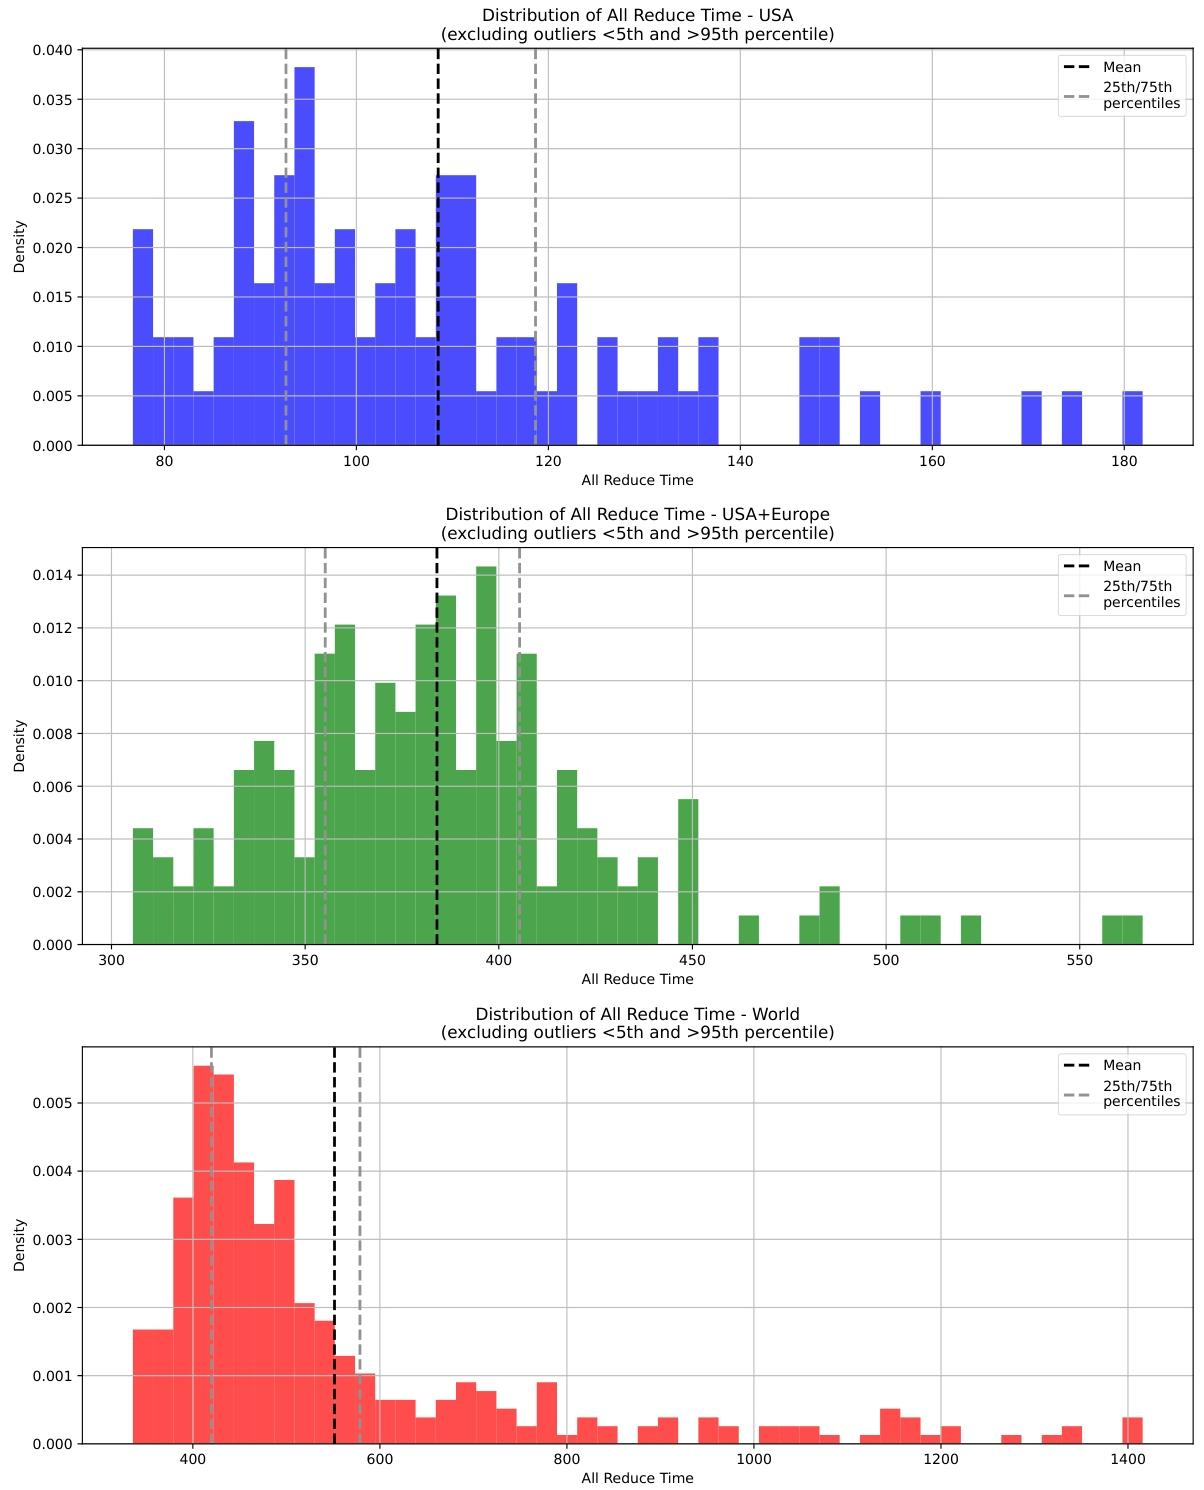 Distribution of All Reduce Time - USA
(excluding outliers <5th and >95th percentile)
0.040
0.035
0.030
0.025
0.020
0.015
0.010
0.005
0.000
Density
Mean
25th/75th
percentiles
80 100 120 140 160 180
All Reduce Time
Distribution of All Reduce Time - USA+Europe
(excluding outliers <5th and >95th percentile)
0.014
0.012
0.010
0.008
0.006
0.004
0.002
0.000
Density
Mean
25th/75th
percentiles
300 350 400 450 500 550
All Reduce Time
Distribution of All Reduce Time - World
(excluding outliers <5th and >95th percentile)
0.005
0.004
0.003
0.002
0.001
0.000
Density
Mean
25th/75th
percentiles
400 600 800 1000 1200 1400
All Reduce Time